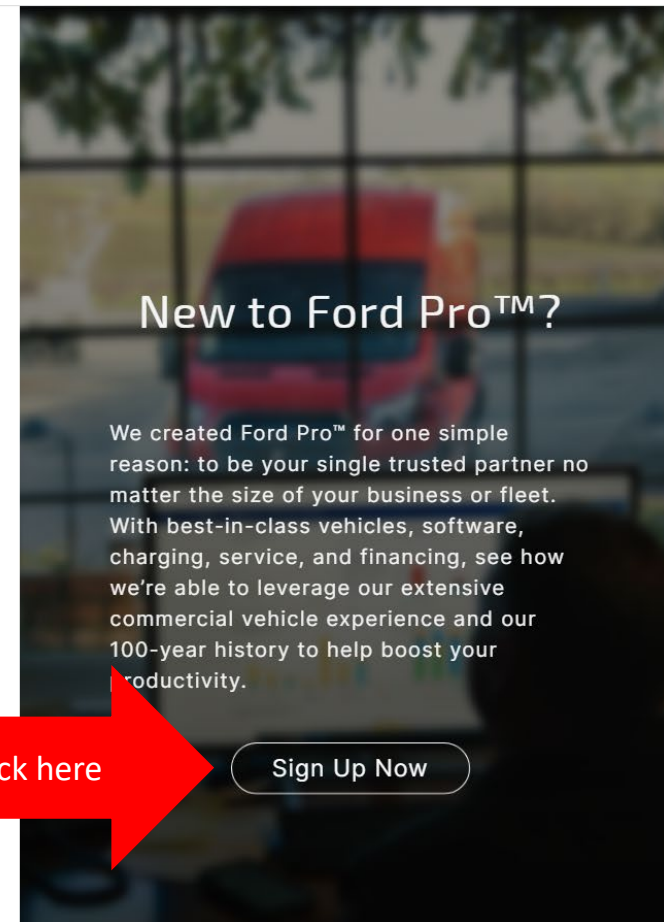 New to Ford Pro™?
We created Ford Pro™ for one simple
reason: to be your single trusted partner no
matter the size of your business or fleet.
With best-in-class vehicles, software,
charging, service, and financing, see how
we’re able to leverage our extensive
commercial vehicle experience and our
100-year history to help boost your
productivity.
ck here
Sign Up Now